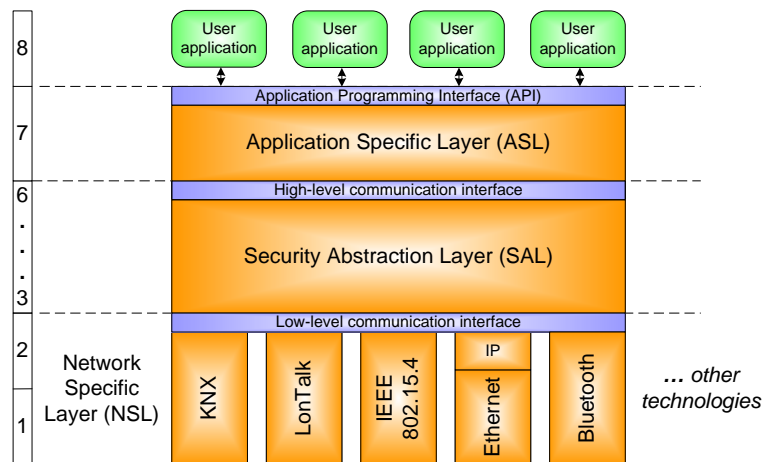 8
User
application
User
application
User
application
User
application
Application Programming Interface (API)
7
Application Specific Layer (ASL)
6
High-level communication interface
.
.
.
Security Abstraction Layer (SAL)
3
Low-level communication interface
2
1
Network
Specific
Layer (NSL)
KNX
LonTalk
IEEE
802.15.4
IP
Ethernet
Bluetooth
... other
technologies